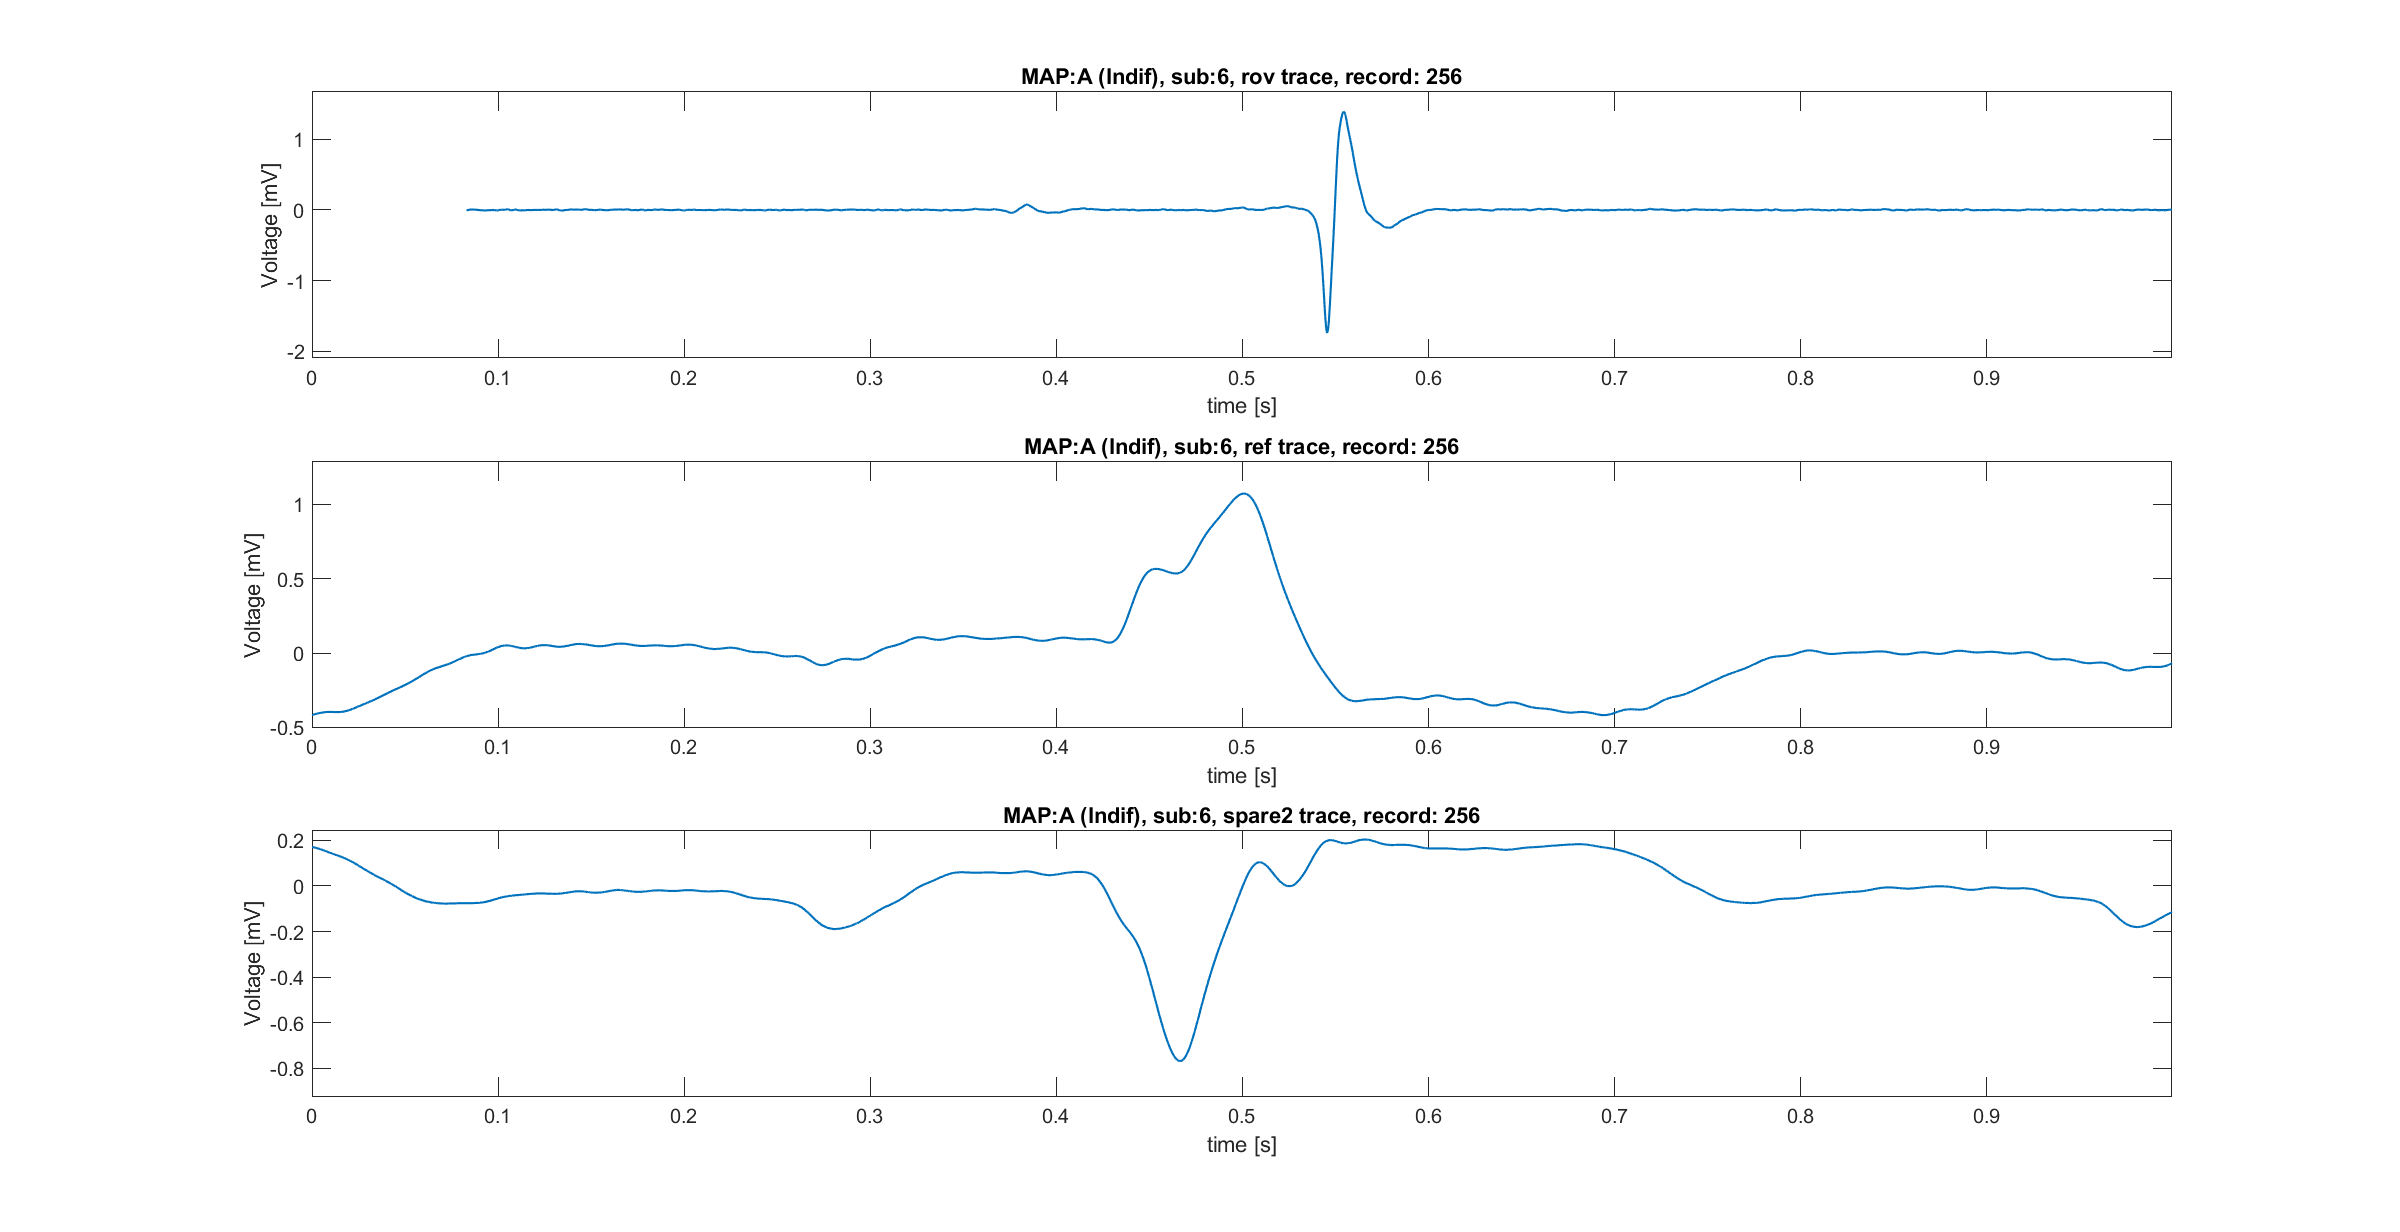 MAP:A (Indif), sub:6, rov trace, record: 256
Voltage [mV]
1
0
-1
-2
0 0.1 0.2 0.3 0.4 0.5 0.6 0.7 0.8 0.9
time [s]
MAP:A (Indif), sub:6, ref trace, record: 256
Voltage [mV]
1
0.5
0
-0.5
0 0.1 0.2 0.3 0.4 0.5 0.6 0.7 0.8 0.9
time [s]
MAP:A (Indif), sub:6, spare2 trace, record: 256
Voltage [mV]
0.2
0
-0.2
-0.4
-0.6
-0.8
0 0.1 0.2 0.3 0.4 0.5 0.6 0.7 0.8 0.9
time [s]